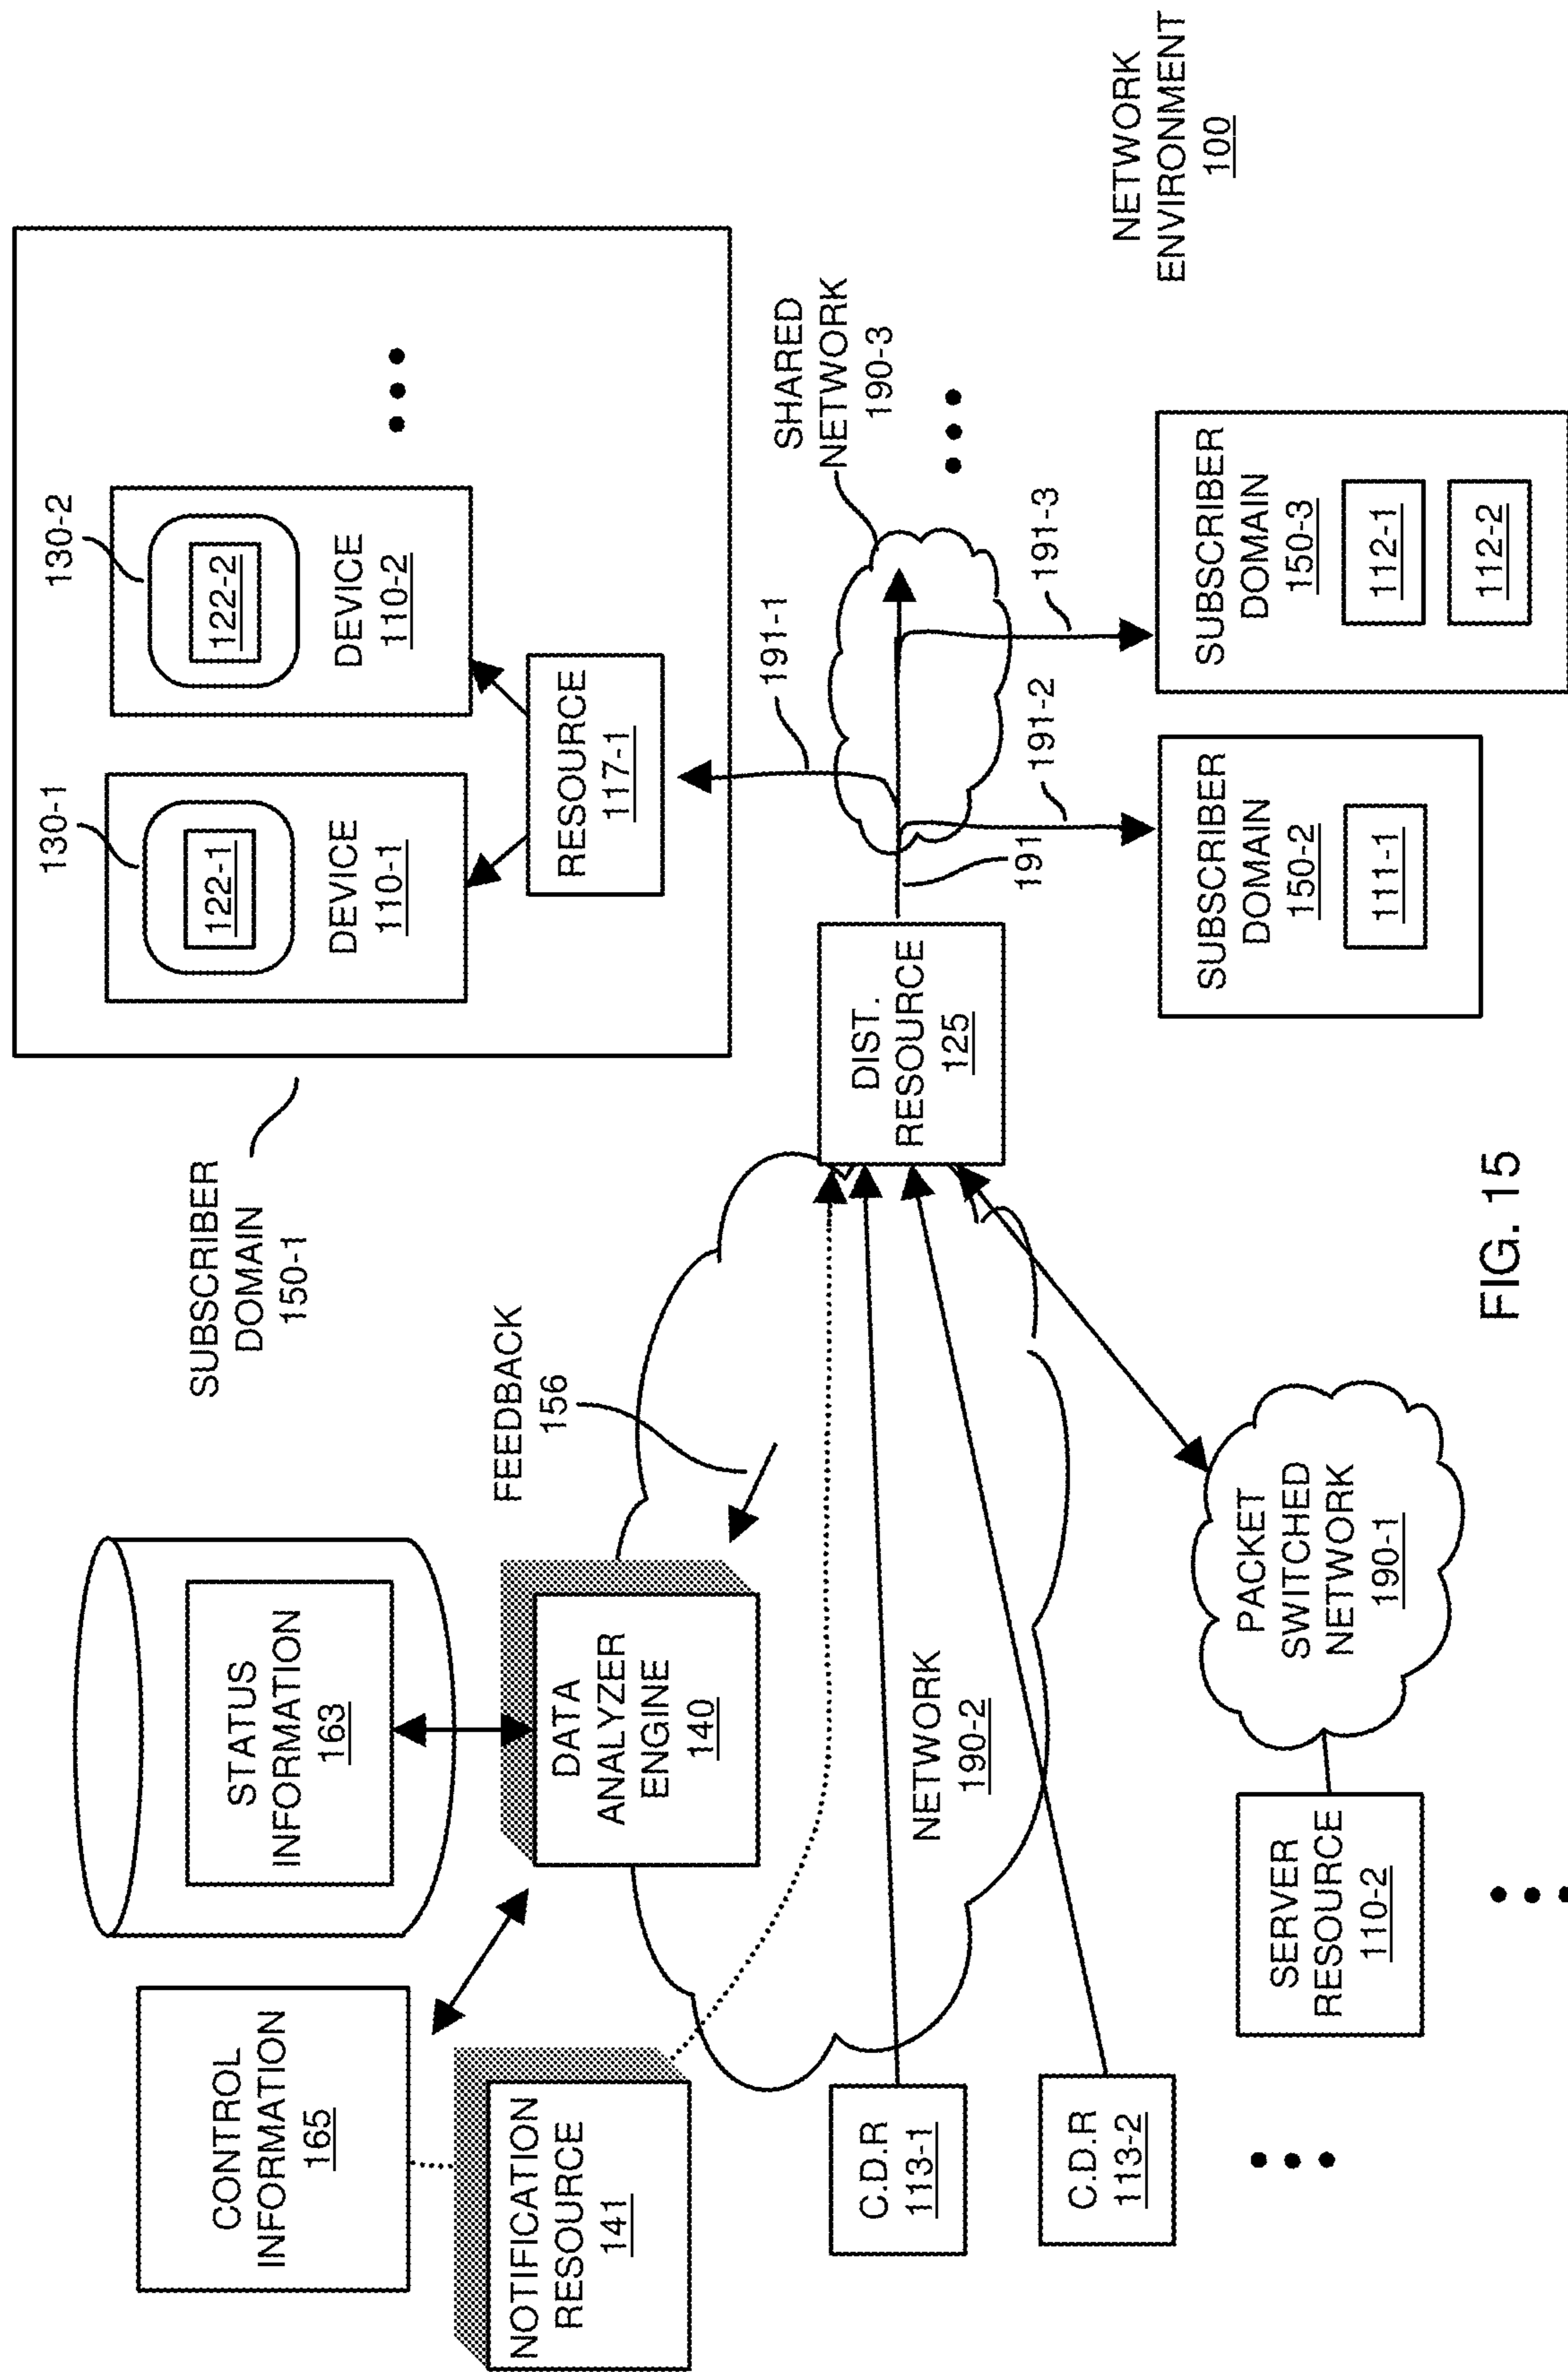 CONTROL
INFORMATION
165
NOTIFICATION
RESOURCE
141
STATUS
INFORMATION
163
DATA
ANALYZER
ENGINE
140
FEEDBACK
156
SUBSCRIBER
DOMAIN
150-1
130-1
122-1
DEVICE
110-1
130-2
122-2
DEVICE
110-2
RESOURCE
117-1
C.D.R
113-1
C.D.R
113-2
NETWORK
190-2
DIST.
RESOURCE
125
191
191-1
191-2
191-3
SHARED
NETWORK
190-3
SERVER
RESOURCE
110-2
PACKET
SWITCHED
NETWORK
190-1
SUBSCRIBER
DOMAIN
150-2
111-1
SUBSCRIBER
DOMAIN
150-3
112-1
112-2
NETWORK
ENVIRONMENT
100
FIG. 15